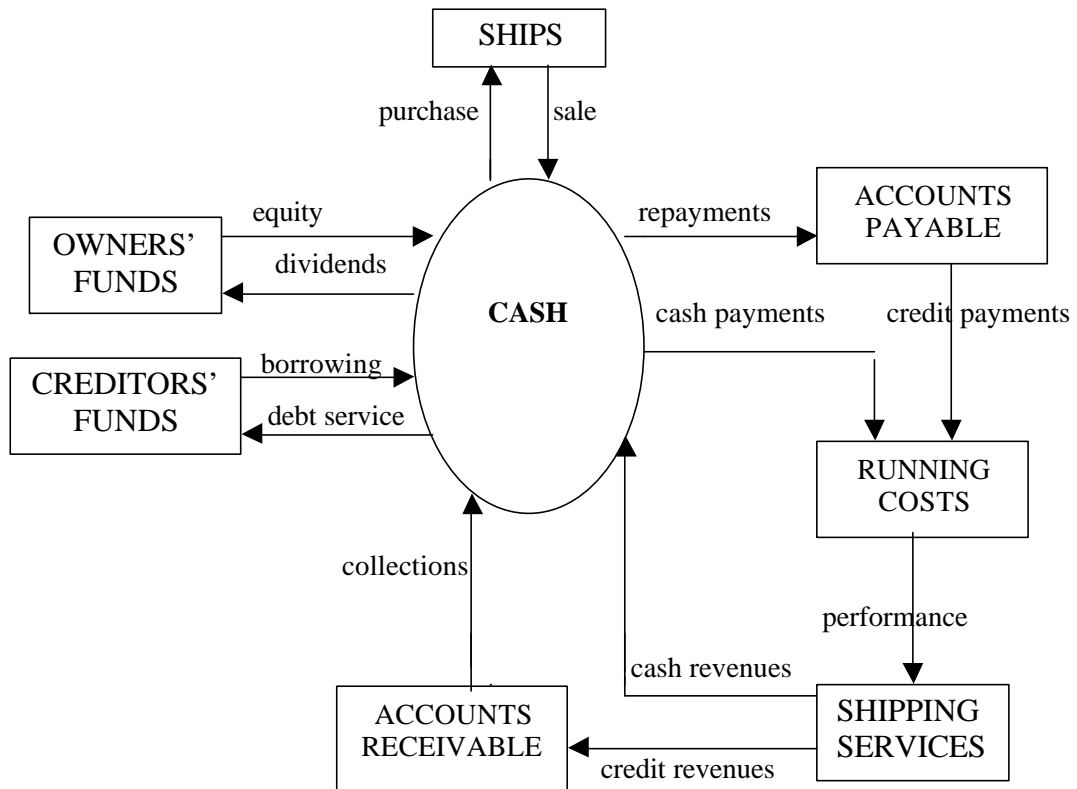 SHIPS
purchase
sale
equity
OWNERS’
FUNDS
dividends
repayments
ACCOUNTS
PAYABLE
CASH
cash payments
credit payments
borrowing
CREDITORS’
FUNDS
debt service
RUNNING
COSTS
collections
performance
cash revenues
ACCOUNTS
RECEIVABLE
SHIPPING
SERVICES
credit revenues